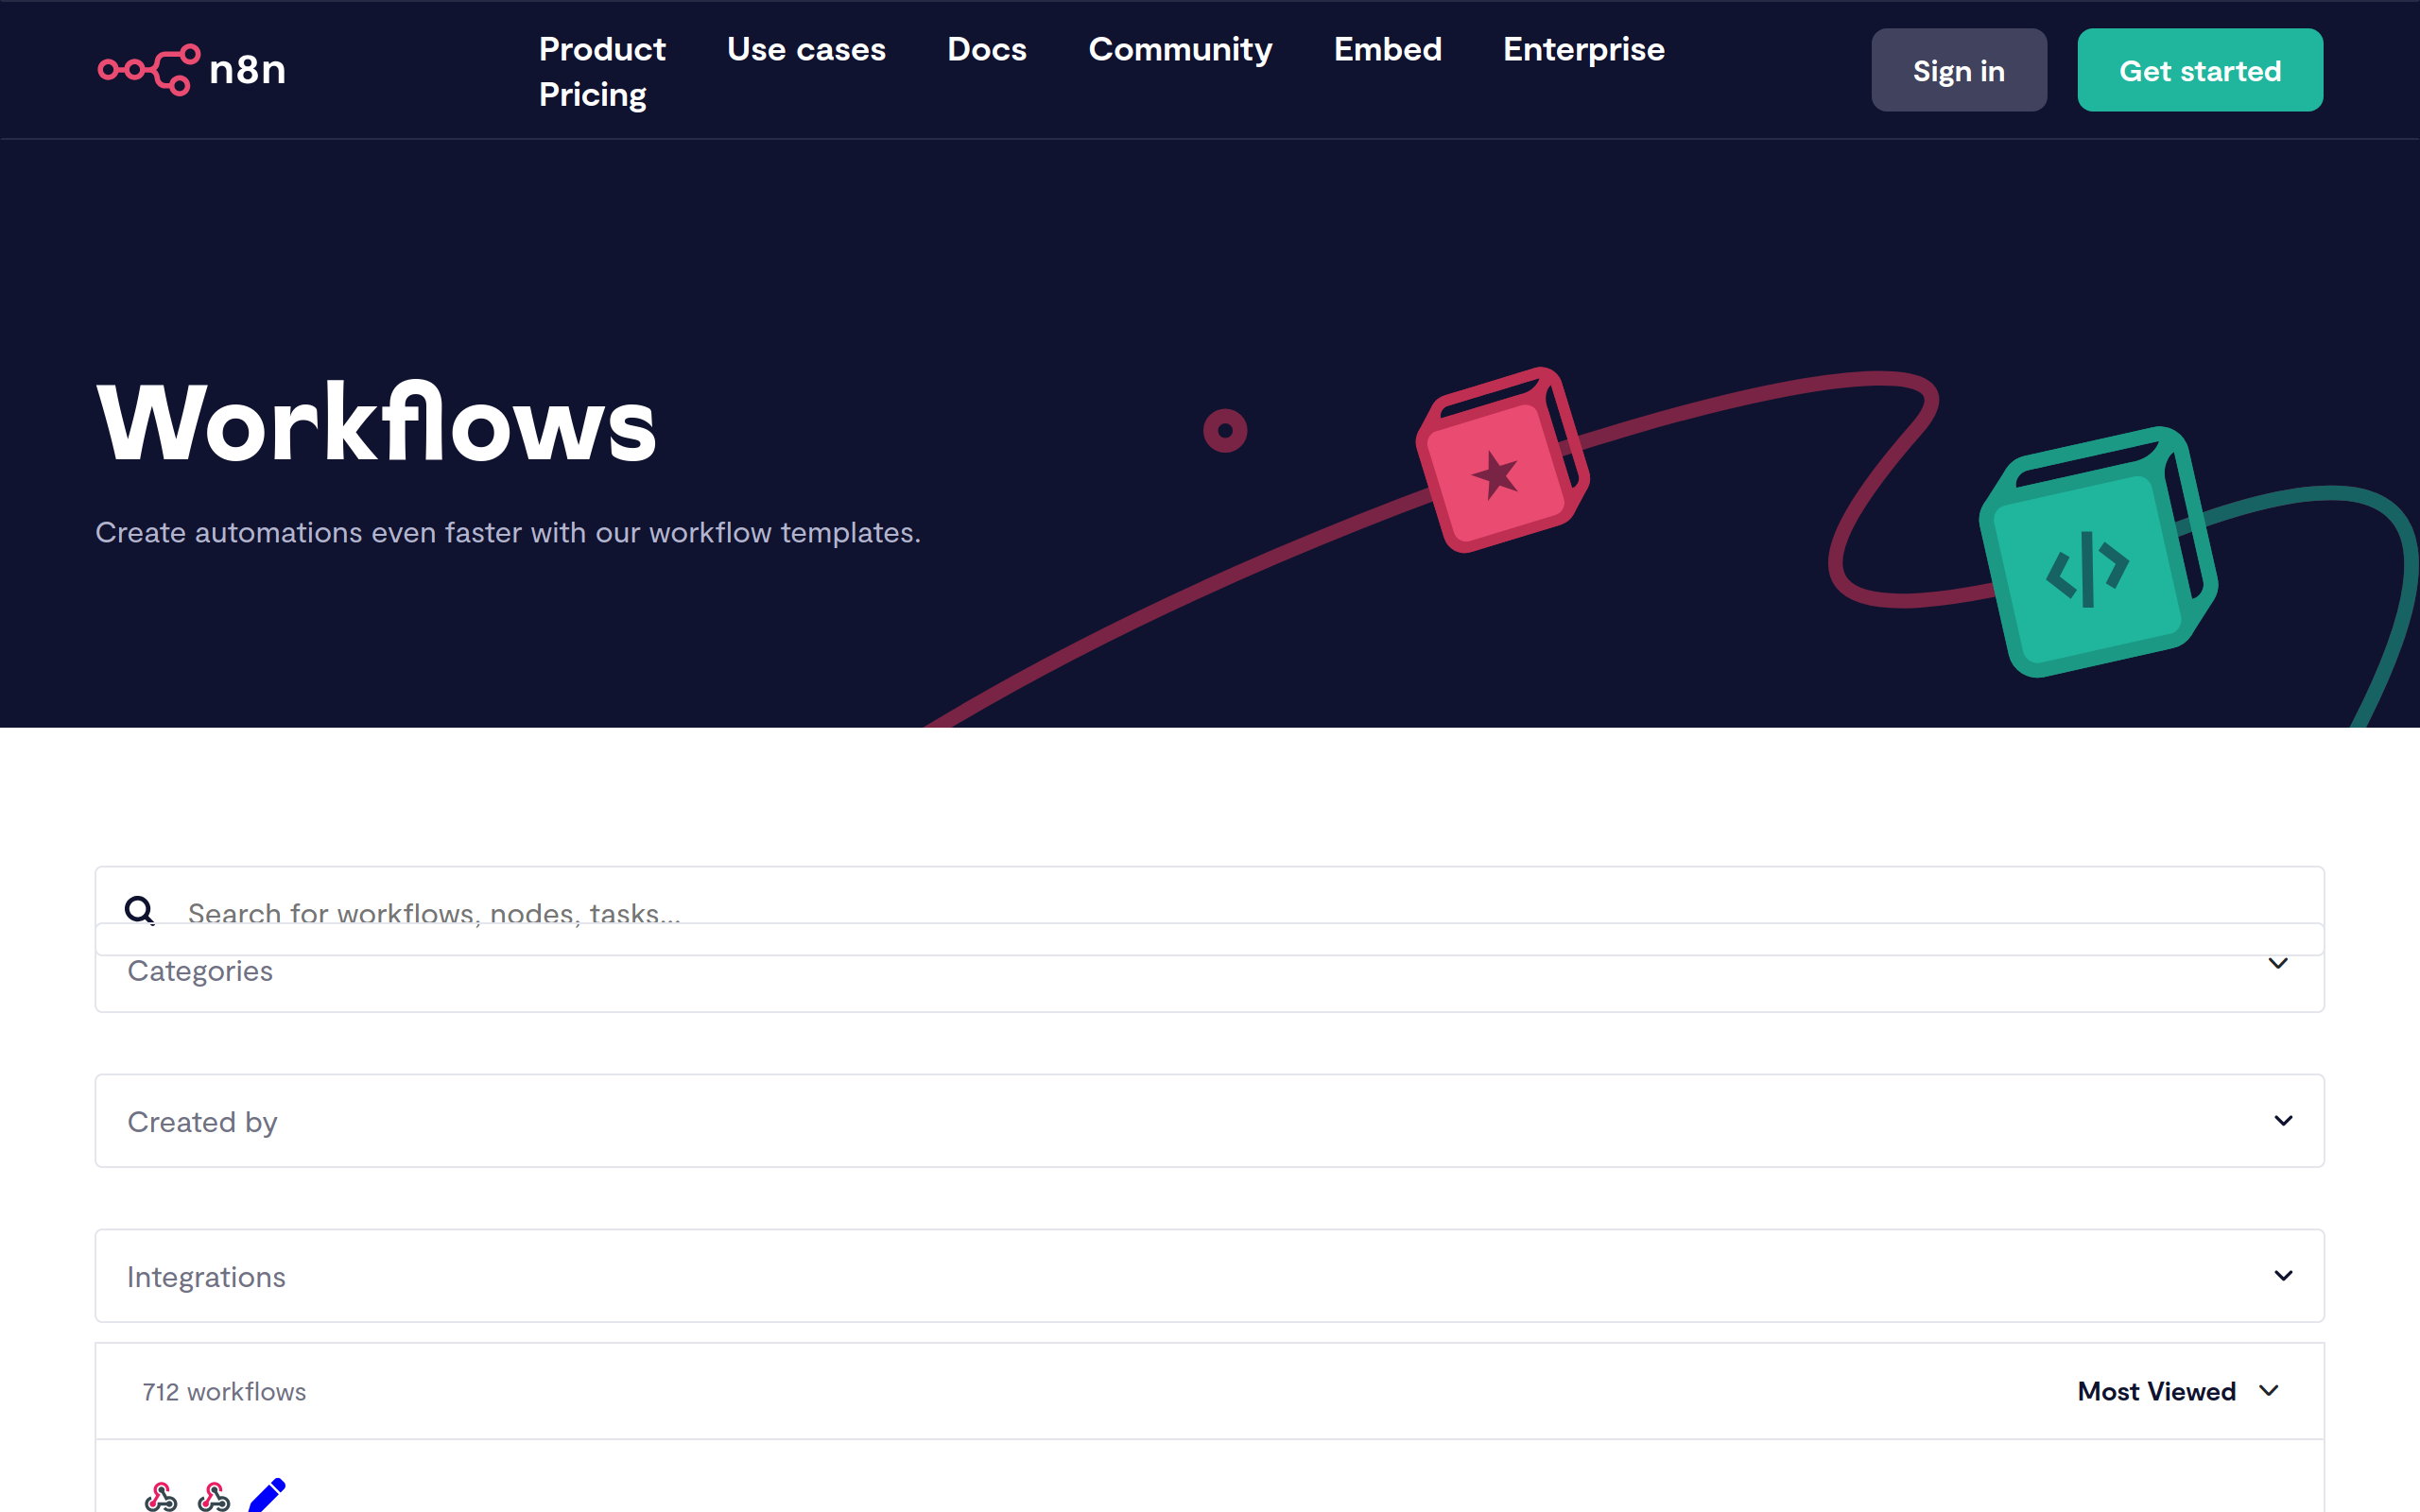 n8n
Product Use cases Docs Community Embed Enterprise
Pricing
Sign in
Get started
Workflows
Create automations even faster with our workflow templates.
Search for workflows, nodes, tasks...
Categories
Created by
Integrations
712 workflows
Most Viewed